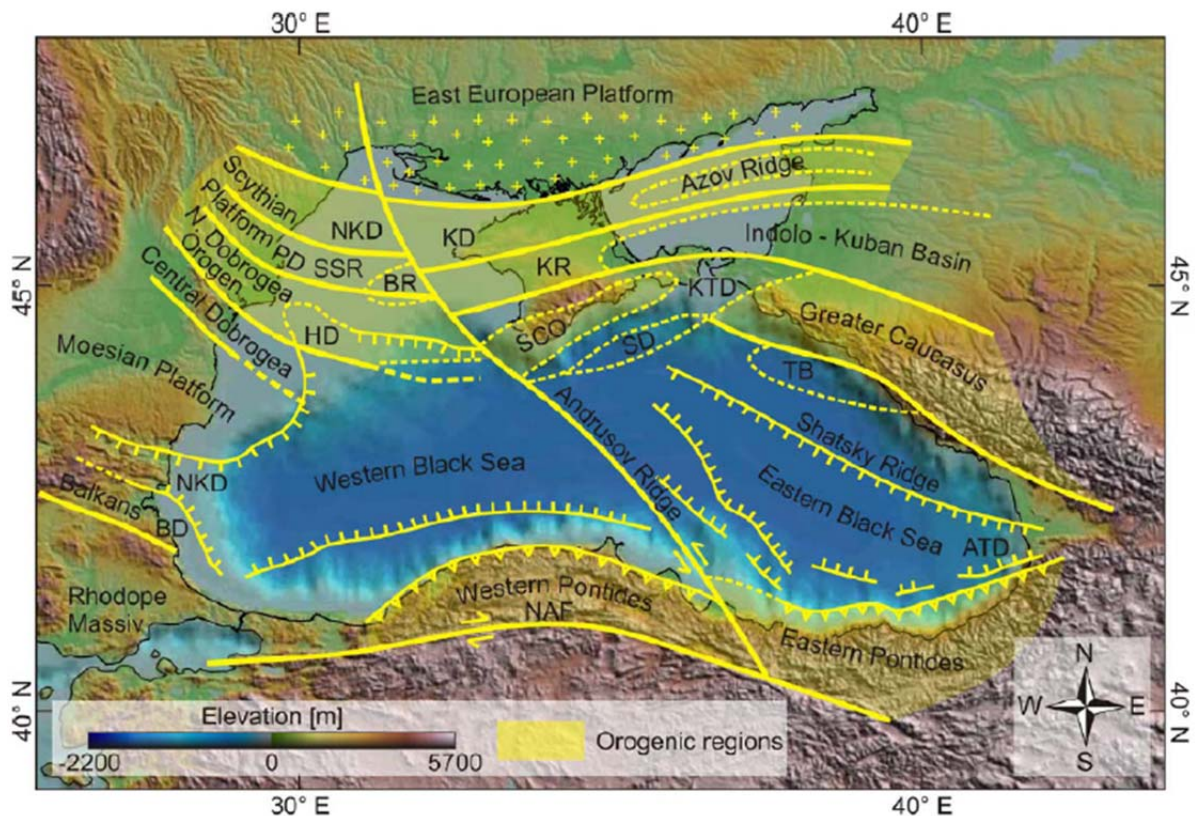 30° E
40° E
East European Platform
Scythian
Platform
Azov Ridge
NKD
KD
PD
SSR
Indolo - Kuban Basin
N. Dobrogea
Orogen
BR
KR
45° N
45° N
KTD
Central Dobrogea
HD
SCO
SD
Greater Caucasus
Moesian Platform
TB
Andrusov Ridge
Shatsky Ridge
Western Black Sea
NKD
Balkans
BD
Eastern Black Sea
ATD
Rhodope
Massiv
Western Pontides
NAF
Eastern Pontides
40° N
40° N
N
W
E
S
Elevation [m]
-2200
0
5700
Orogenic regions
30° E
40° E